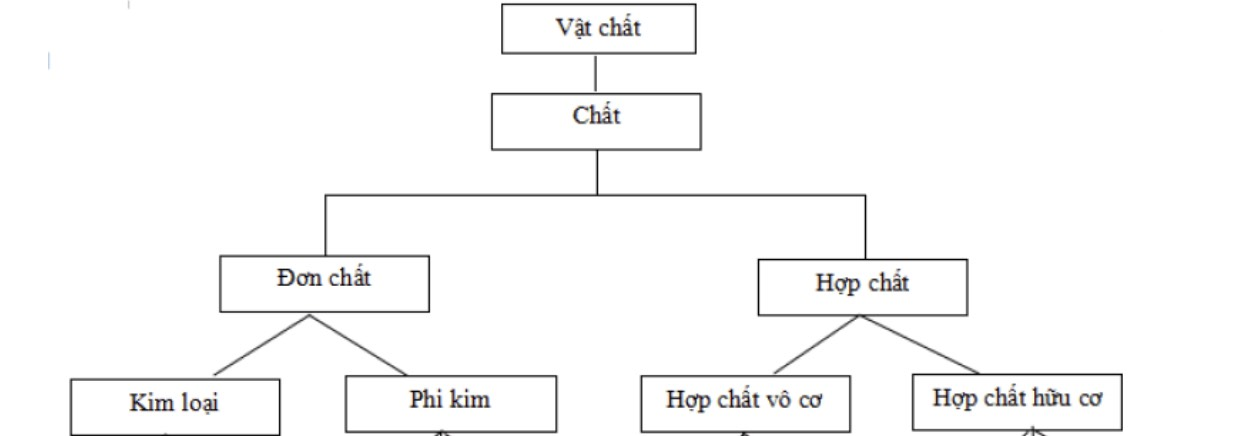 Vật chất
Chất
Đơn chất
Hợp chất
Kim loại
Phi kim
Hợp chất vô cơ
Hợp chất hữu cơ